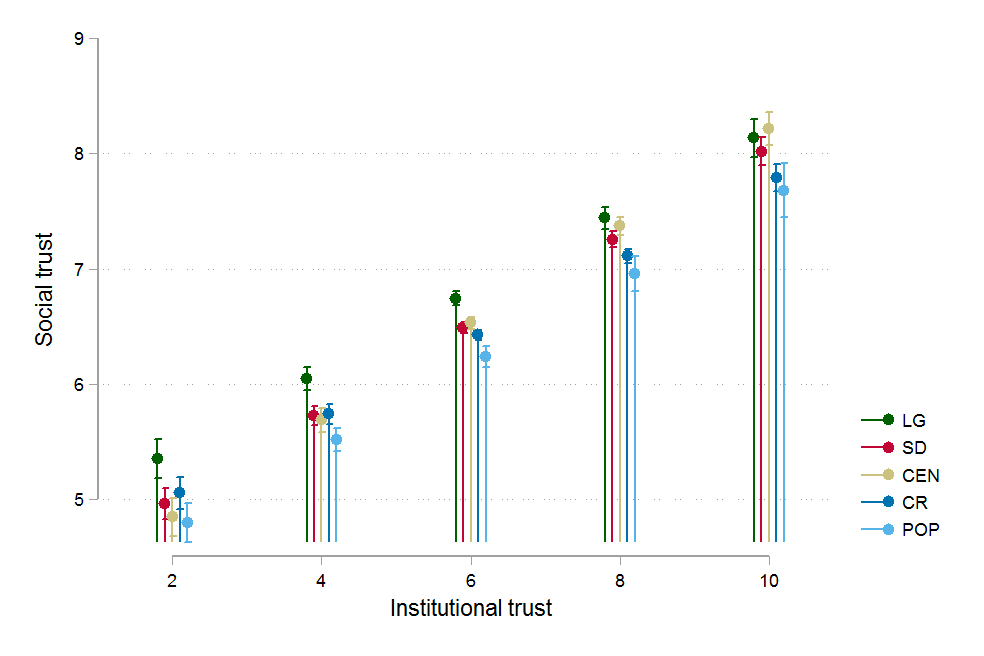 9
8
7
6
5
Social trust
2 4 6 8 10
Institutional trust
LG
SD
CEN
CR
POP